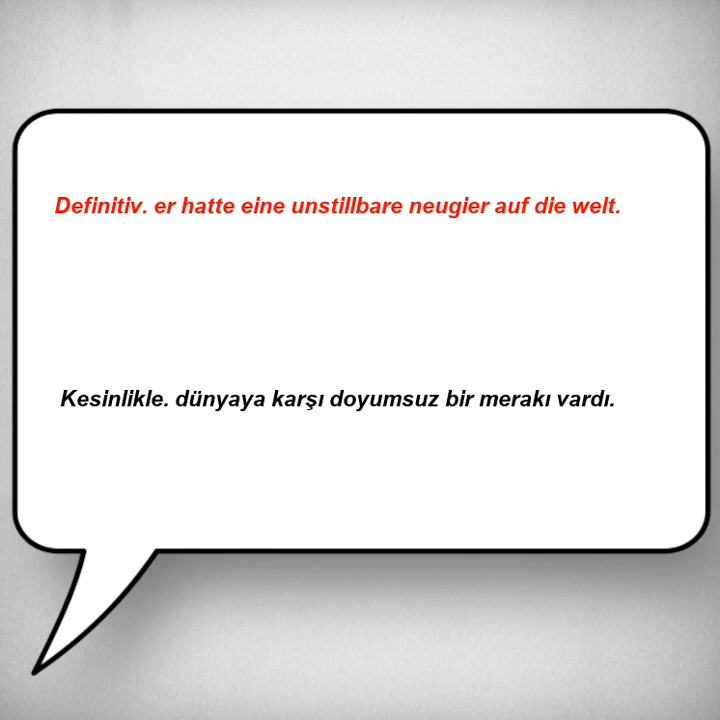 Definitiv. er hatte eine unstillbare neugier auf die welt.
Kesinlikle. dünyaya karşı doyumsuz bir merakı vardı.